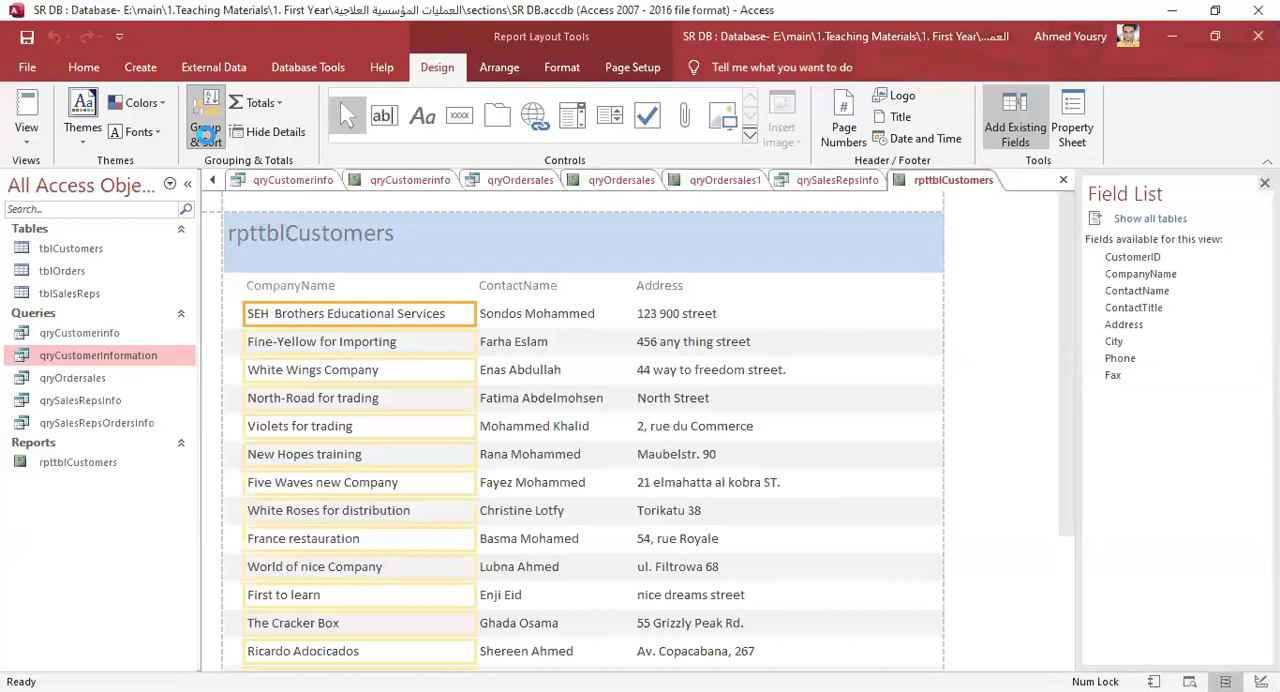 SR DB : Database- E:\main\1.Teaching Materials\1. First Year\العمليات المؤسسية العلاجية\sections\SR DB.accdb (Access 2007 - 2016 file format) - Access
Report Layout Tools
SR DB : Database- E:\main\1.Teaching Materials\1. First Year\العم...
Ahmed Yousry
File Home Create External Data Database Tools Help Design Arrange Format Page Setup Tell me what you want to do
View
Views
Themes
Colors
Fonts
Themes
Group & Sort
Totals
Hide Details
Grouping & Totals
ab|
Aa
xxxx
Controls
Insert Image
Page Numbers
Logo
Title
Date and Time
Header / Footer
Add Existing Fields
Property Sheet
Tools
All Access Obje...
Search...
Tables
tblCustomers
tblOrders
tblSalesReps
Queries
qryCustomerinfo
qryCustomerInformation
qryOrdersales
qrySalesRepsInfo
qrySalesRepsOrdersInfo
Reports
rpttblCustomers
qryCustomerinfo qryCustomerinfo qryOrdersales qryOrdersales qryOrdersales1 qrySalesRepsInfo rpttblCustomers
rpttblCustomers
CompanyName ContactName Address
SEH Brothers Educational Services Sondos Mohammed 123 900 street
Fine-Yellow for Importing Farha Eslam 456 any thing street
White Wings Company Enas Abdullah 44 way to freedom street.
North-Road for trading Fatima Abdelmohsen North Street
Violets for trading Mohammed Khalid 2, rue du Commerce
New Hopes training Rana Mohammed Maubelstr. 90
Five Waves new Company Fayez Mohammed 21 elmahatta al kobra ST.
White Roses for distribution Christine Lotfy Torikatu 38
France restauration Basma Mohamed 54, rue Royale
World of nice Company Lubna Ahmed ul. Filtrowa 68
First to learn Enji Eid nice dreams street
The Cracker Box Ghada Osama 55 Grizzly Peak Rd.
Ricardo Adocicados Shereen Ahmed Av. Copacabana, 267
Field List
Show all tables
Fields available for this view:
CustomerID
CompanyName
ContactName
ContactTitle
Address
City
Phone
Fax
Ready
Num Lock